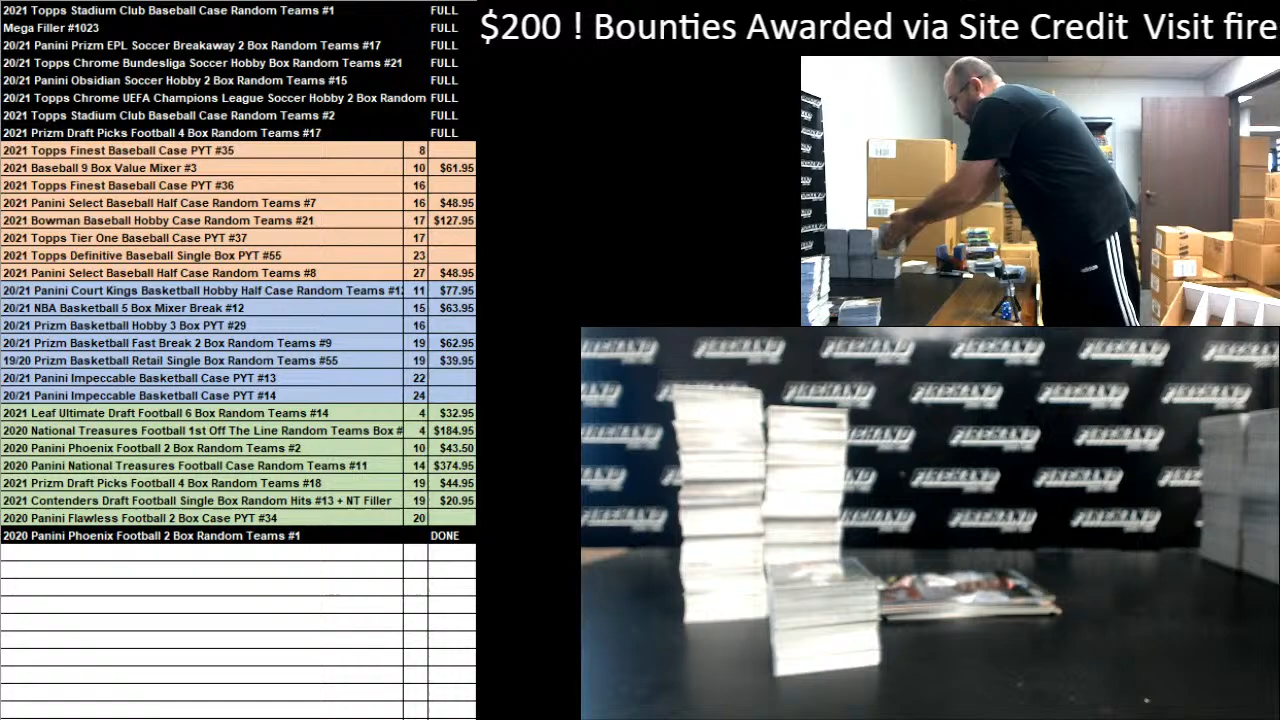 $200 ! Bounties Awarded via Site Credit Visit fire
2021 Topps Stadium Club Baseball Case Random Teams #1 FULL
Mega Filler #1023 FULL
20/21 Panini Prizm EPL Soccer Breakaway 2 Box Random Teams #17 FULL
20/21 Topps Chrome Bundesliga Soccer Hobby Box Random Teams #21 FULL
20/21 Panini Obsidian Soccer Hobby 2 Box Random Teams #15 FULL
20/21 Topps Chrome UEFA Champions League Soccer Hobby 2 Box Random FULL
2021 Topps Stadium Club Baseball Case Random Teams #2 FULL
2021 Prizm Draft Picks Football 4 Box Random Teams #17 FULL
2021 Topps Finest Baseball Case PYT #35 8
2021 Baseball 9 Box Value Mixer #3 10 $61.95
2021 Topps Finest Baseball Case PYT #36 16
2021 Panini Select Baseball Half Case Random Teams #7 16 $48.95
2021 Bowman Baseball Hobby Case Random Teams #21 17 $127.95
2021 Topps Tier One Baseball Case PYT #37 17
2021 Topps Definitive Baseball Single Box PYT #55 23
2021 Panini Select Baseball Half Case Random Teams #8 27 $48.95
20/21 Panini Court Kings Basketball Hobby Half Case Random Teams #12 11 $77.95
20/21 NBA Basketball 5 Box Mixer Break #12 15 $63.95
20/21 Prizm Basketball Hobby 3 Box PYT #29 16
20/21 Prizm Basketball Fast Break 2 Box Random Teams #9 19 $62.95
19/20 Prizm Basketball Retail Single Box Random Teams #55 19 $39.95
20/21 Panini Impeccable Basketball Case PYT #13 22
20/21 Panini Impeccable Basketball Case PYT #14 24
2021 Leaf Ultimate Draft Football 6 Box Random Teams #14 4 $32.95
2020 National Treasures Football 1st Off The Line Random Teams Box # 4 $184.95
2020 Panini Phoenix Football 2 Box Random Teams #2 10 $43.50
2020 Panini National Treasures Football Case Random Teams #11 14 $374.95
2021 Prizm Draft Picks Football 4 Box Random Teams #18 19 $44.95
2021 Contenders Draft Football Single Box Random Hits #13 + NT Filler 19 $20.95
2020 Panini Flawless Football 2 Box Case PYT #34 20
2020 Panini Phoenix Football 2 Box Random Teams #1 DONE
FIREHAND